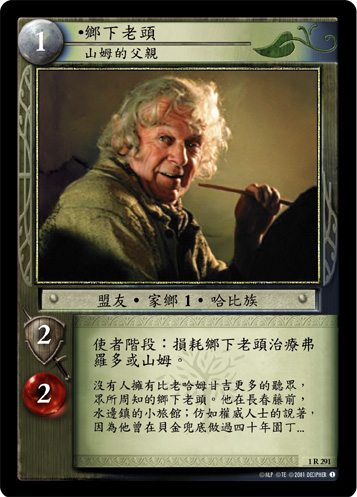 1
•鄉下老頭
山姆的父親
盟友 • 家鄉 1 • 哈比族
2
2
使者階段：損耗鄉下老頭治療弗
羅多或山姆。
沒有人擁有比老哈姆甘吉更多的聽眾，
眾所周知的鄉下老頭。他在長春藤前，
水邊鎮的小旅館；仿如權威人士的說著，
因為他曾在貝金兜底做過四十年園丁...
1 R 291
©NLP ™TE ©2001 DECIPHER